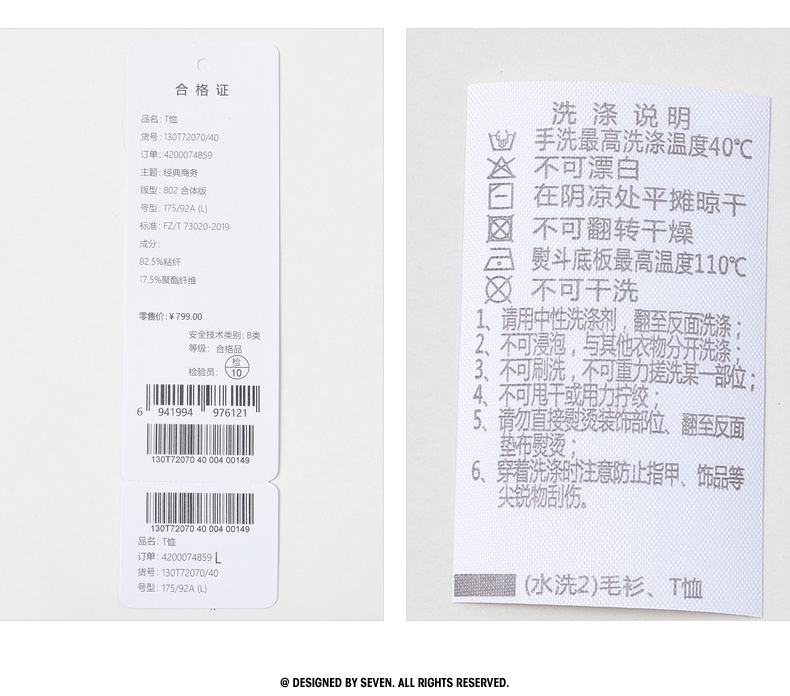 合格证
品名: T恤
货号: 130T72070/40
订单: 4200074859
主题: 经典商务
版型: 802 合体版
号型: 175/92A (L)
标准: FZ/T 73020-2019
成分:
82.5%粘纤
17.5%聚酯纤维
零售价: ¥ 799.00
安全技术类别: B类
等级: 合格品
检验员: 检 10
6 941994 976121
130T72070 40 004 00149
130T72070 40 004 00149
品名: T恤
订单: 4200074859 L
货号: 130T72070/40
号型: 175/92A (L)
洗涤说明
手洗最高洗涤温度40℃
不可漂白
在阴凉处平摊晾干
不可翻转干燥
熨斗底板最高温度110℃
不可干洗
1、请用中性洗涤剂，翻至反面洗涤；
2、不可浸泡，与其他衣物分开洗涤；
3、不可刷洗，不可重力搓洗某一部位；
4、不可甩干或用力拧绞；
5、请勿直接熨烫装饰部位、翻至反面
垫布熨烫；
6、穿着洗涤时注意防止指甲、饰品等
尖锐物刮伤。
(水洗2)毛衫、T恤
@ DESIGNED BY SEVEN. ALL RIGHTS RESERVED.